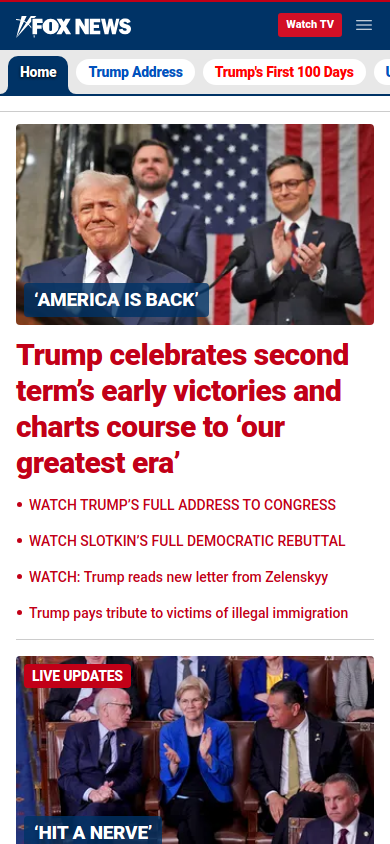 FOX NEWS
Watch TV
Home
Trump Address
Trump's First 100 Days
‘AMERICA IS BACK’
Trump celebrates second
term’s early victories and
charts course to ‘our
greatest era’
• WATCH TRUMP’S FULL ADDRESS TO CONGRESS
• WATCH SLOTKIN’S FULL DEMOCRATIC REBUTTAL
• WATCH: Trump reads new letter from Zelenskyy
• Trump pays tribute to victims of illegal immigration
LIVE UPDATES
‘HIT A NERVE’